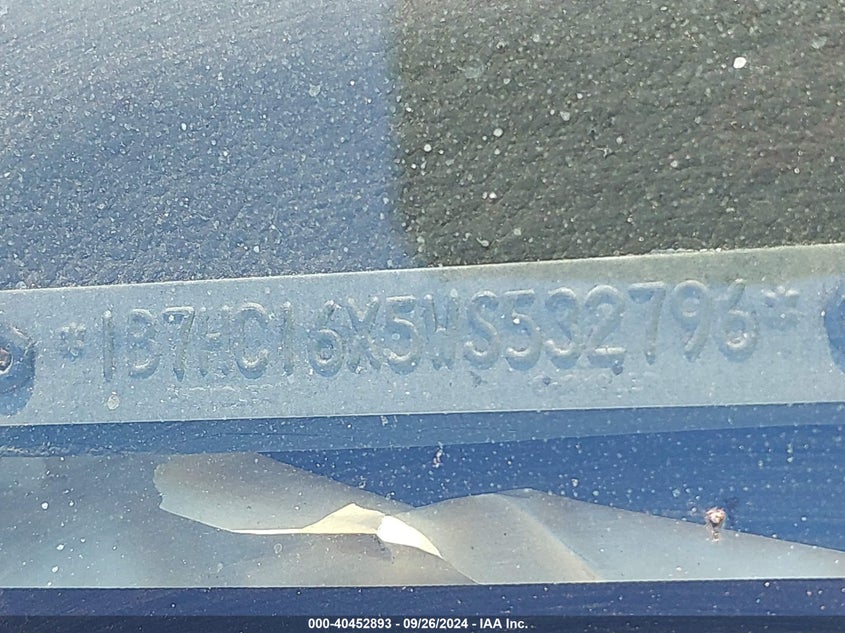 *1B7HC16X5WS532796*
000-40452893 - 09/26/2024 - IAA Inc.